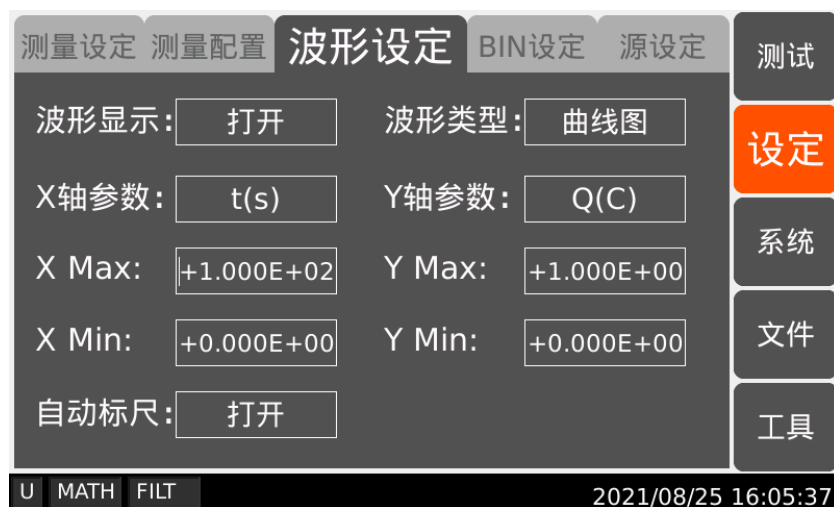 测量设定 测量配置 波形设定 BIN设定 源设定 测试
波形显示: 打开 波形类型: 曲线图 设定
X轴参数: t(s) Y轴参数: Q(C)
X Max: +1.000E+02 Y Max: +1.000E+00 系统
X Min: +0.000E+00 Y Min: +0.000E+00 文件
自动标尺: 打开 工具
U MATH FILT 2021/08/25 16:05:37